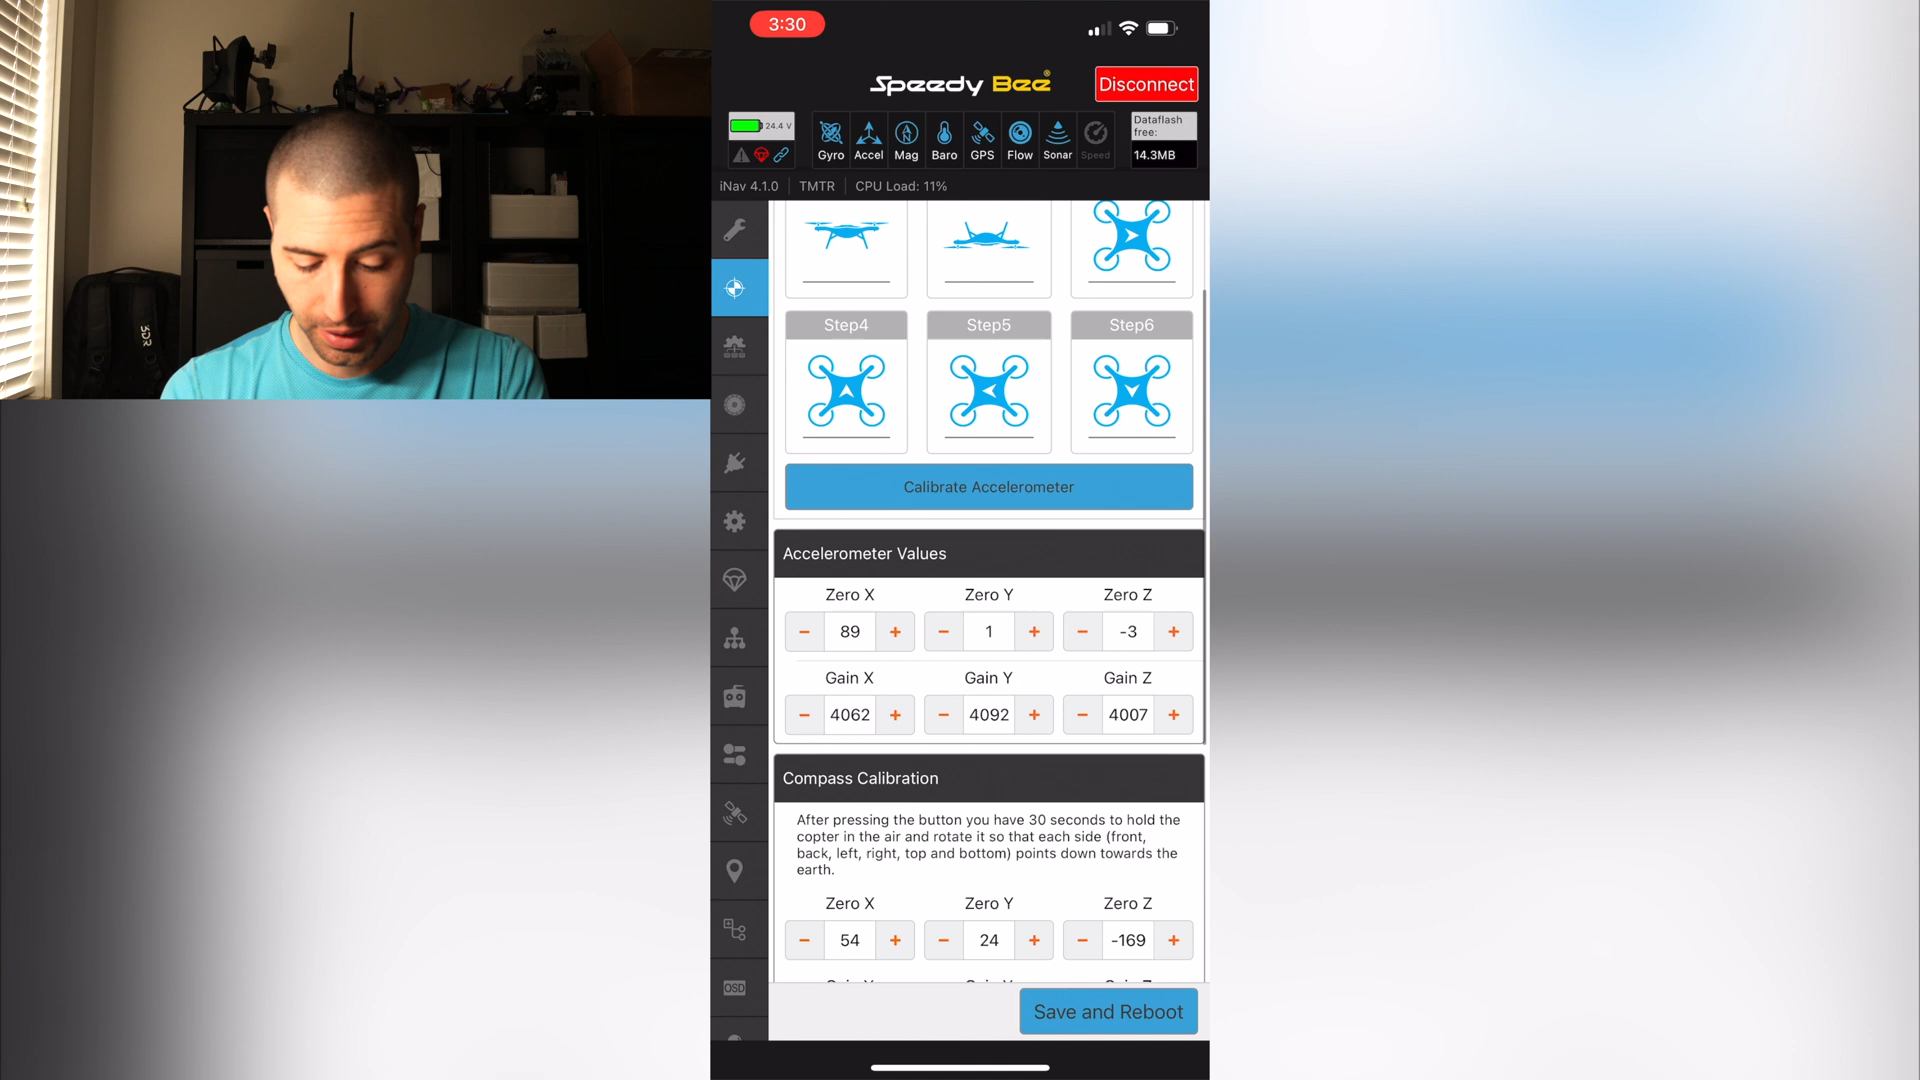 3:30
Speedy Bee
Disconnect
24.4 V
Gyro Accel Mag Baro GPS Flow Sonar Speed
Dataflash
free:
14.3MB
iNav 4.1.0 TMTR CPU Load: 11%
Step4 Step5 Step6
Calibrate Accelerometer
Accelerometer Values
Zero X Zero Y Zero Z
− 89 + − 1 + − -3 +
Gain X Gain Y Gain Z
− 4062 + − 4092 + − 4007 +
Compass Calibration
After pressing the button you have 30 seconds to hold the
copter in the air and rotate it so that each side (front,
back, left, right, top and bottom) points down towards the
earth.
Zero X Zero Y Zero Z
− 54 + − 24 + − -169 +
OSD
Save and Reboot